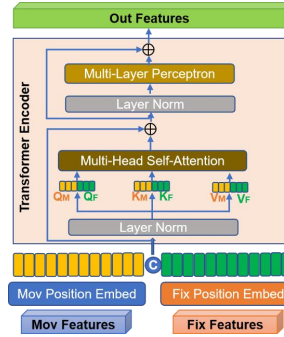 Out Features
Transformer Encoder
Multi-Layer Perceptron
Layer Norm
Multi-Head Self-Attention
QM QF KM KF VM VF
Layer Norm
C
Mov Position Embed Fix Position Embed
Mov Features Fix Features